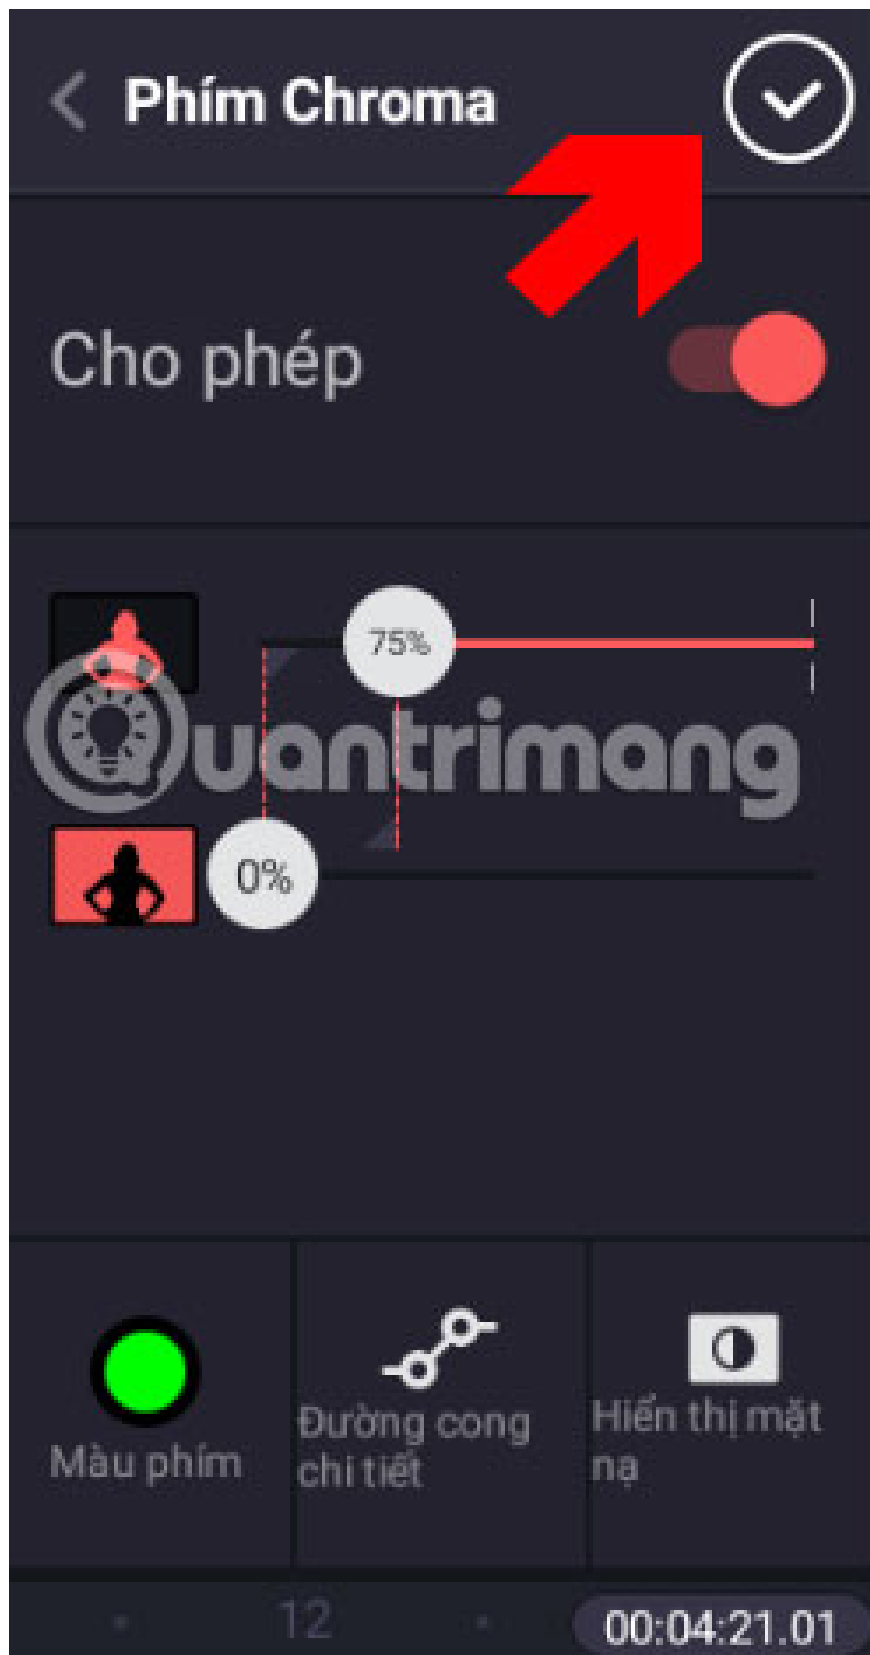 Phím Chroma
Cho phép
75%
Quantrimang
0%
Màu phím
Đường cong
chi tiết
Hiển thị mặt
nạ
12
00:04:21.01